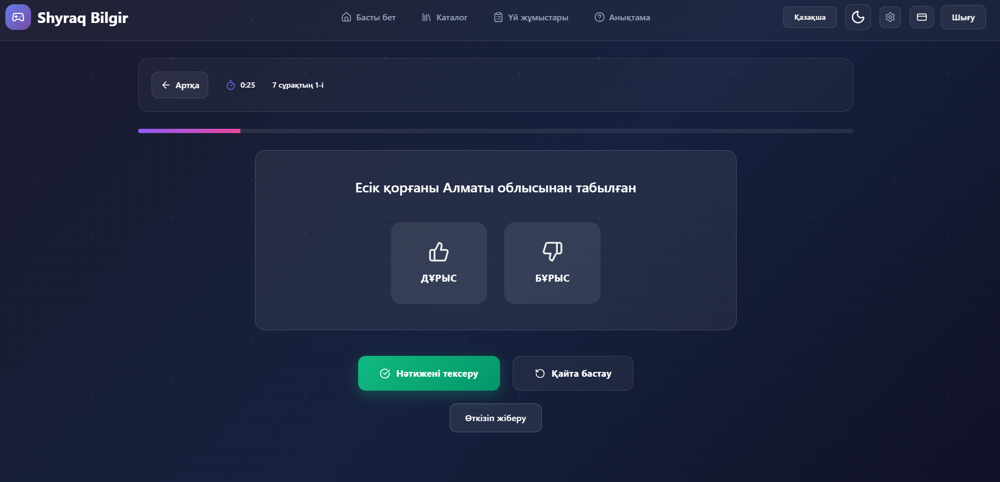 Shyraq Bilgir
Басты бет
Каталог
Үй жұмыстары
Анықтама
Қазақша
Шығу
Артқа
0:25
7 сұрақтың 1-і
Есік қорғаны Алматы облысынан табылған
ДҰРЫС
БҰРЫС
Нәтижені тексеру
Қайта бастау
Өткізіп жіберу